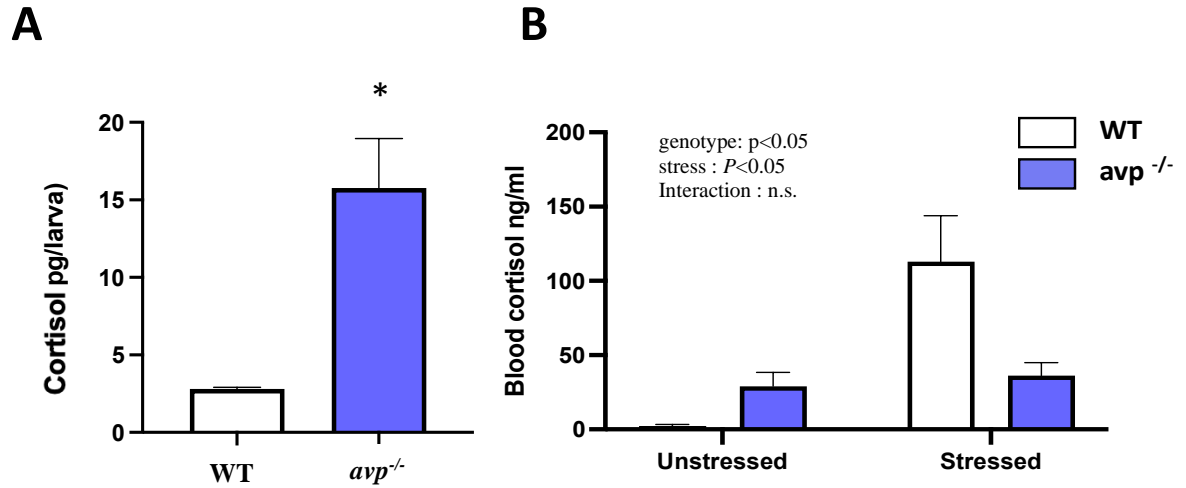 A
B
*
20
15
10
5
0
Cortisol pg/larva)
WT
avp-/-
200
150
100
50
0
Blood cortisol ng/ml
genotype: p<0.05
stress : P<0.05
Interaction : n.s.
WT
avp -/-
Unstressed
Stressed